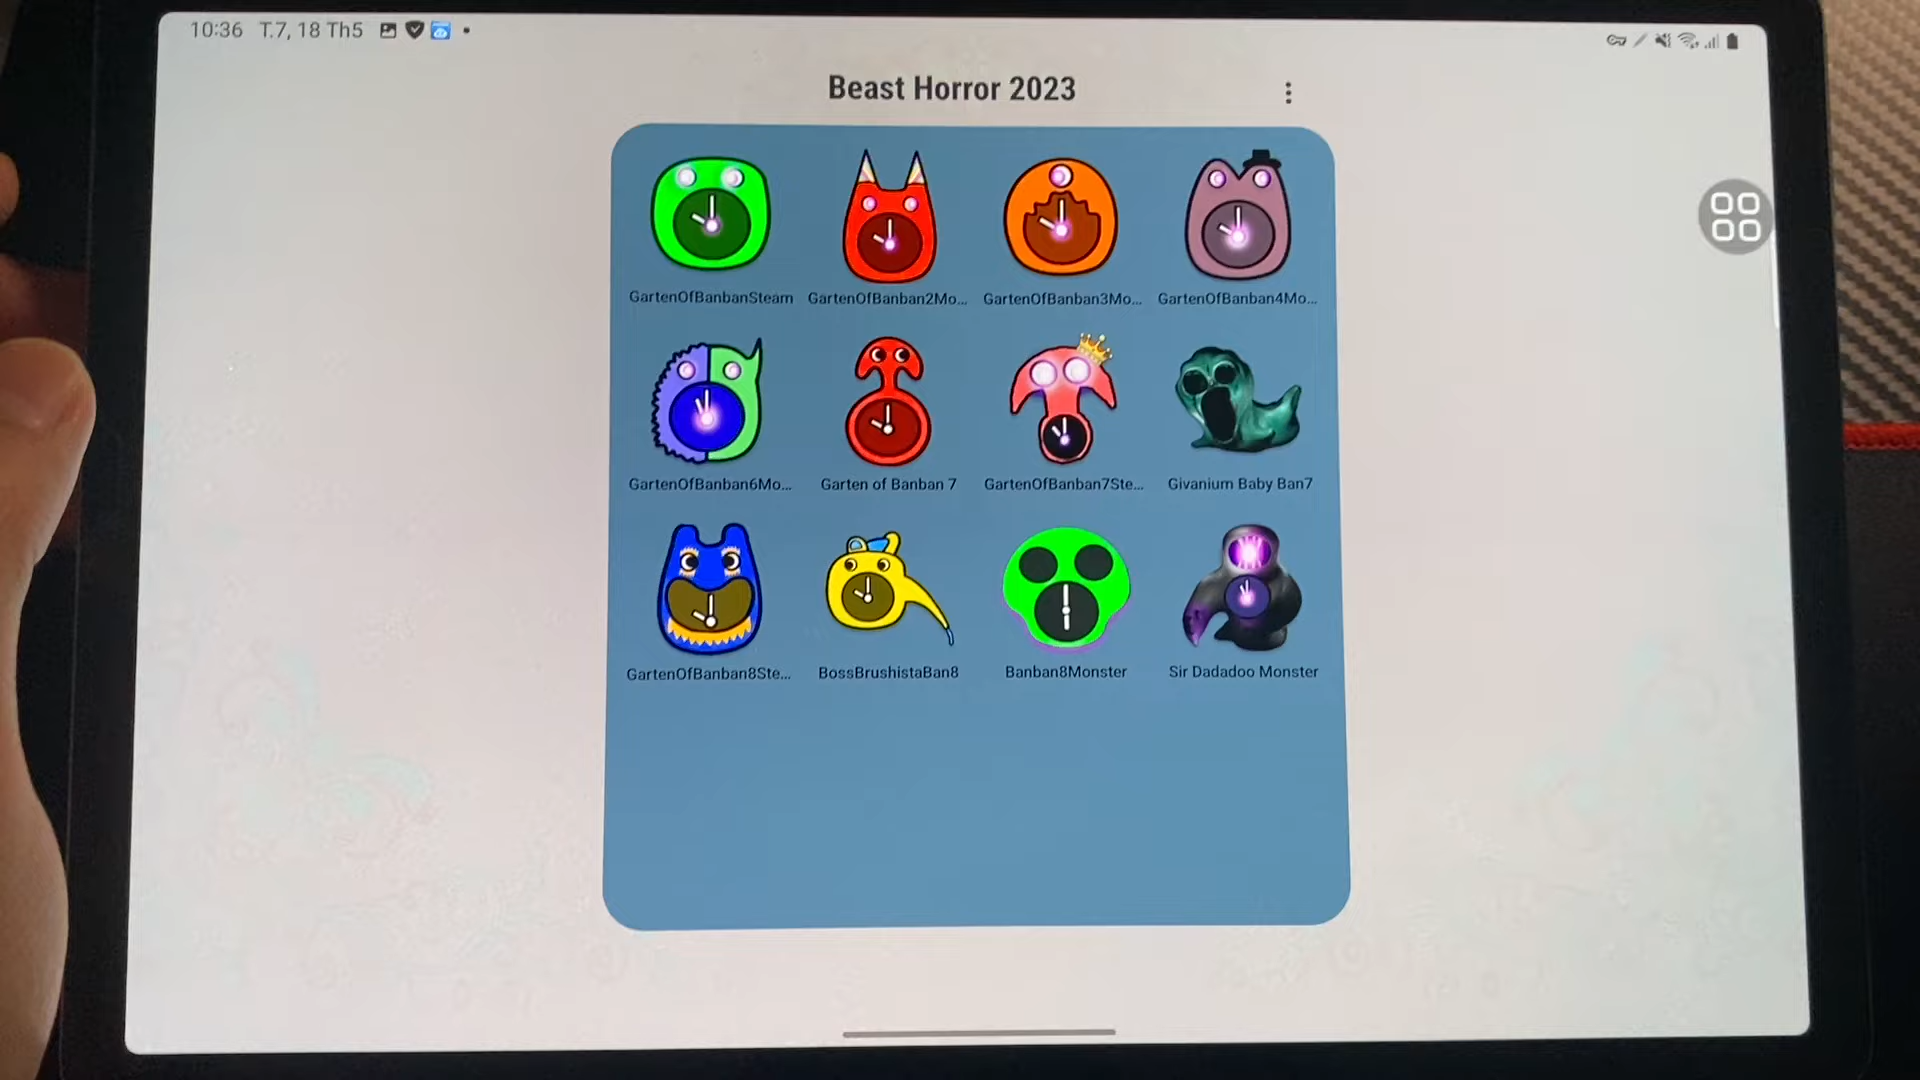 10:36 T.7, 18 Th5
Beast Horror 2023
GartenOfBanbanSteam GartenOfBanban2Mo... GartenOfBanban3Mo... GartenOfBanban4Mo...
GartenOfBanban6Mo... Garten of Banban 7 GartenOfBanban7Ste... Givanium Baby Ban7
GartenOfBanban8Ste... BossBrushistaBan8 Banban8Monster Sir Dadadoo Monster